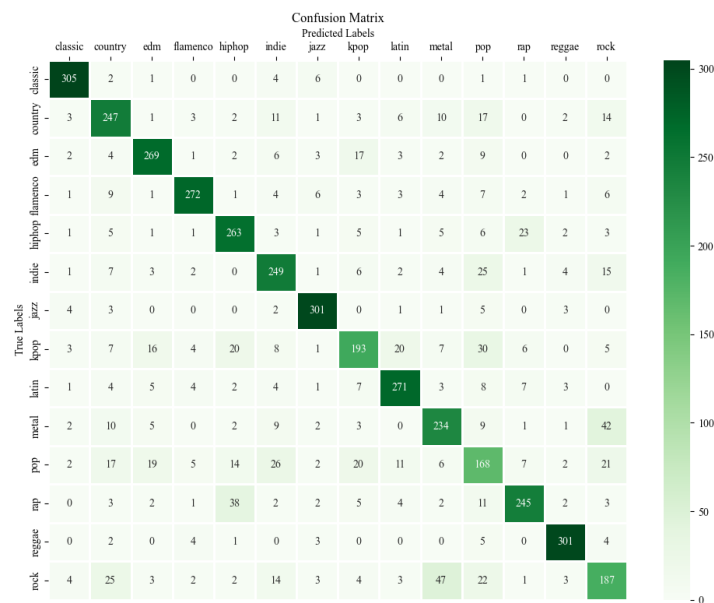 Confusion Matrix
Predicted Labels
classic country edm flamenco hiphop indie jazz kpop latin metal pop rap reggae rock
True Labels
classic 305 2 1 0 0 4 6 0 0 0 1 1 0 0
country 3 247 1 3 2 11 1 3 6 10 17 0 2 14
edm 2 4 269 1 2 6 3 17 3 2 9 0 0 2
flamenco 1 9 1 272 1 4 6 3 3 4 7 2 1 6
hiphop 1 5 1 1 263 3 1 5 1 5 6 23 2 3
indie 1 7 3 2 0 249 1 6 2 4 25 1 4 15
jazz 4 3 0 0 0 2 301 0 1 1 5 0 3 0
kpop 3 7 16 4 20 8 1 193 20 7 30 6 0 5
latin 1 4 5 4 2 4 1 7 271 3 8 7 3 0
metal 2 10 5 0 2 9 2 3 0 234 9 1 1 42
pop 2 17 19 5 14 26 2 20 11 6 168 7 2 21
rap 0 3 2 1 38 2 2 5 4 2 11 245 2 3
reggae 0 2 0 4 1 0 3 0 0 0 5 0 301 4
rock 4 25 3 2 2 14 3 4 3 47 22 1 3 187
300
250
200
150
100
50
0